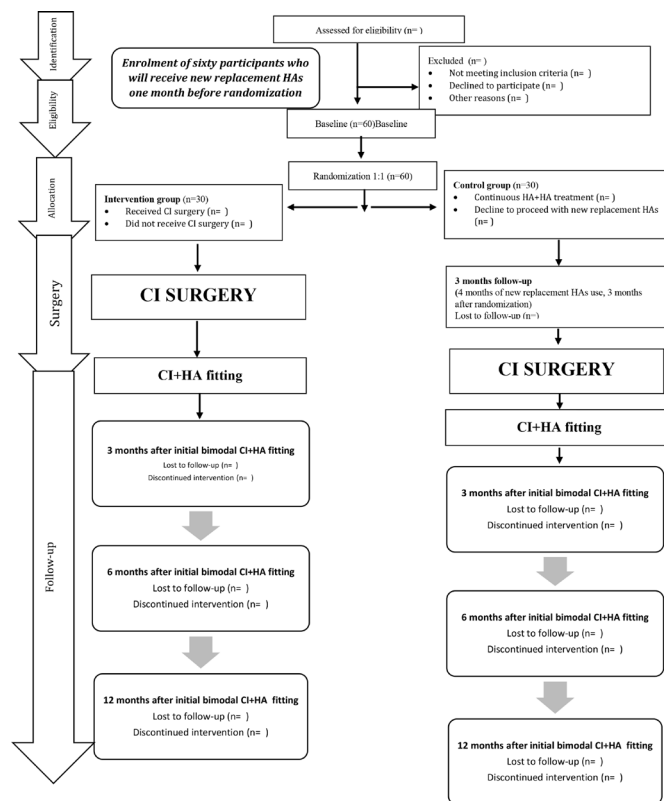 Identification
Eligibility
Allocation
Surgery
Follow-up
Assessed for eligibility (n= )
Enrolment of sixty participants who
will receive new replacement HAs
one month before randomization
Excluded (n= )
• Not meeting inclusion criteria (n= )
• Declined to participate (n= )
• Other reasons (n= )
Baseline (n=60)Baseline
Randomization 1:1 (n=60)
Intervention group (n=30)
• Received CI surgery (n= )
• Did not receive CI surgery (n= )
Control group (n=30)
• Continuous HA+HA treatment (n= )
• Decline to proceed with new replacement HAs
(n= )
CI SURGERY
CI+HA fitting
3 months after initial bimodal CI+HA fitting
Lost to follow-up (n= )
Discontinued intervention (n= )
6 months after initial bimodal CI+HA fitting
Lost to follow-up (n= )
Discontinued intervention (n= )
12 months after initial bimodal CI+HA fitting
Lost to follow-up (n= )
Discontinued intervention (n= )
3 months follow-up
(4 months of new replacement HAs use, 3 months
after randomization)
Lost to follow-up (n=)
CI SURGERY
CI+HA fitting
3 months after initial bimodal CI+HA fitting
Lost to follow-up (n= )
Discontinued intervention (n= )
6 months after initial bimodal CI+HA fitting
Lost to follow-up (n= )
Discontinued intervention (n= )
12 months after initial bimodal CI+HA fitting
Lost to follow-up (n= )
Discontinued intervention (n= )